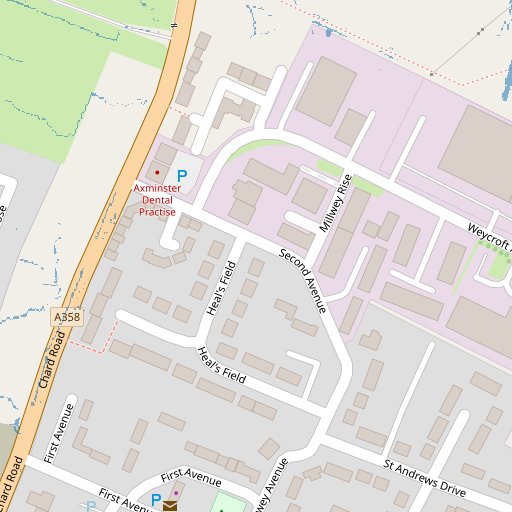 P
Axminster
Dental
Practise
Millwey Rise
Weycroft
Second Avenue
Heal's Field
A358
Chard Road
Heal's Field
First Avenue
St Andrews Drive
First Avenue
Chard Road
First Avenue
P
P
Avenue